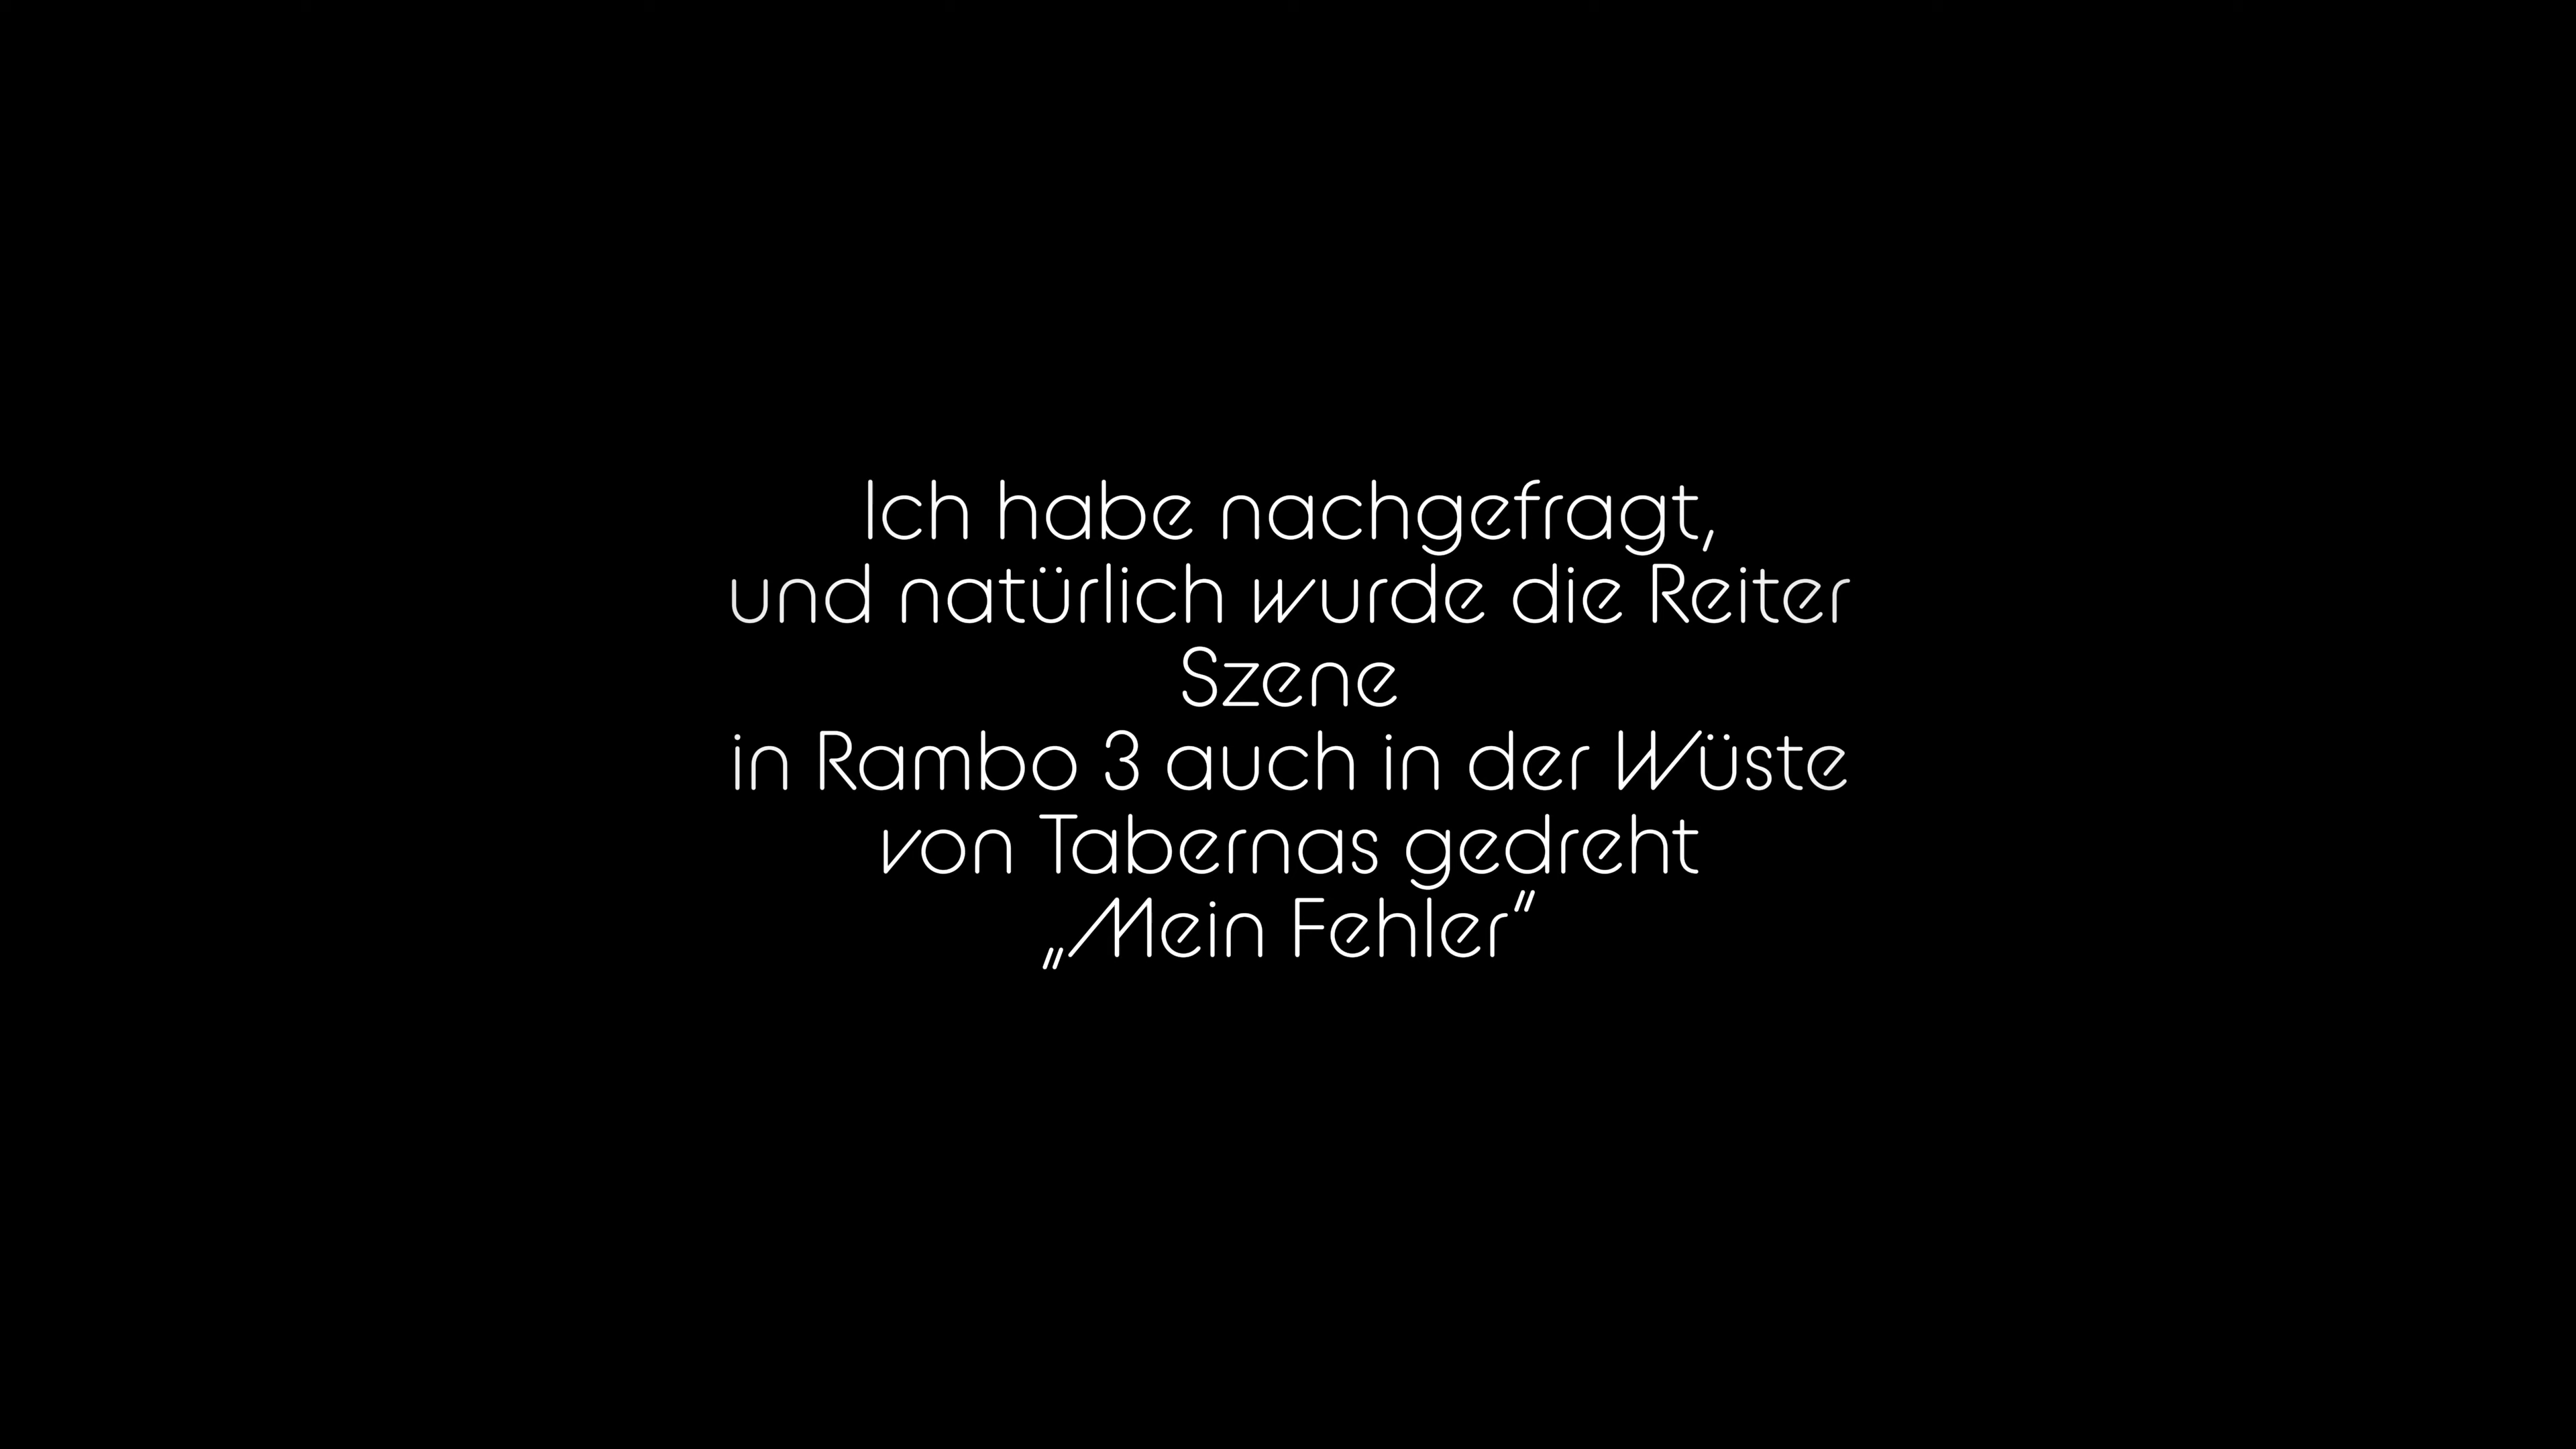 Ich habe nachgefragt,
und natürlich wurde die Reiter
Szene
in Rambo 3 auch in der Wüste
von Tabernas gedreht
„Mein Fehler“